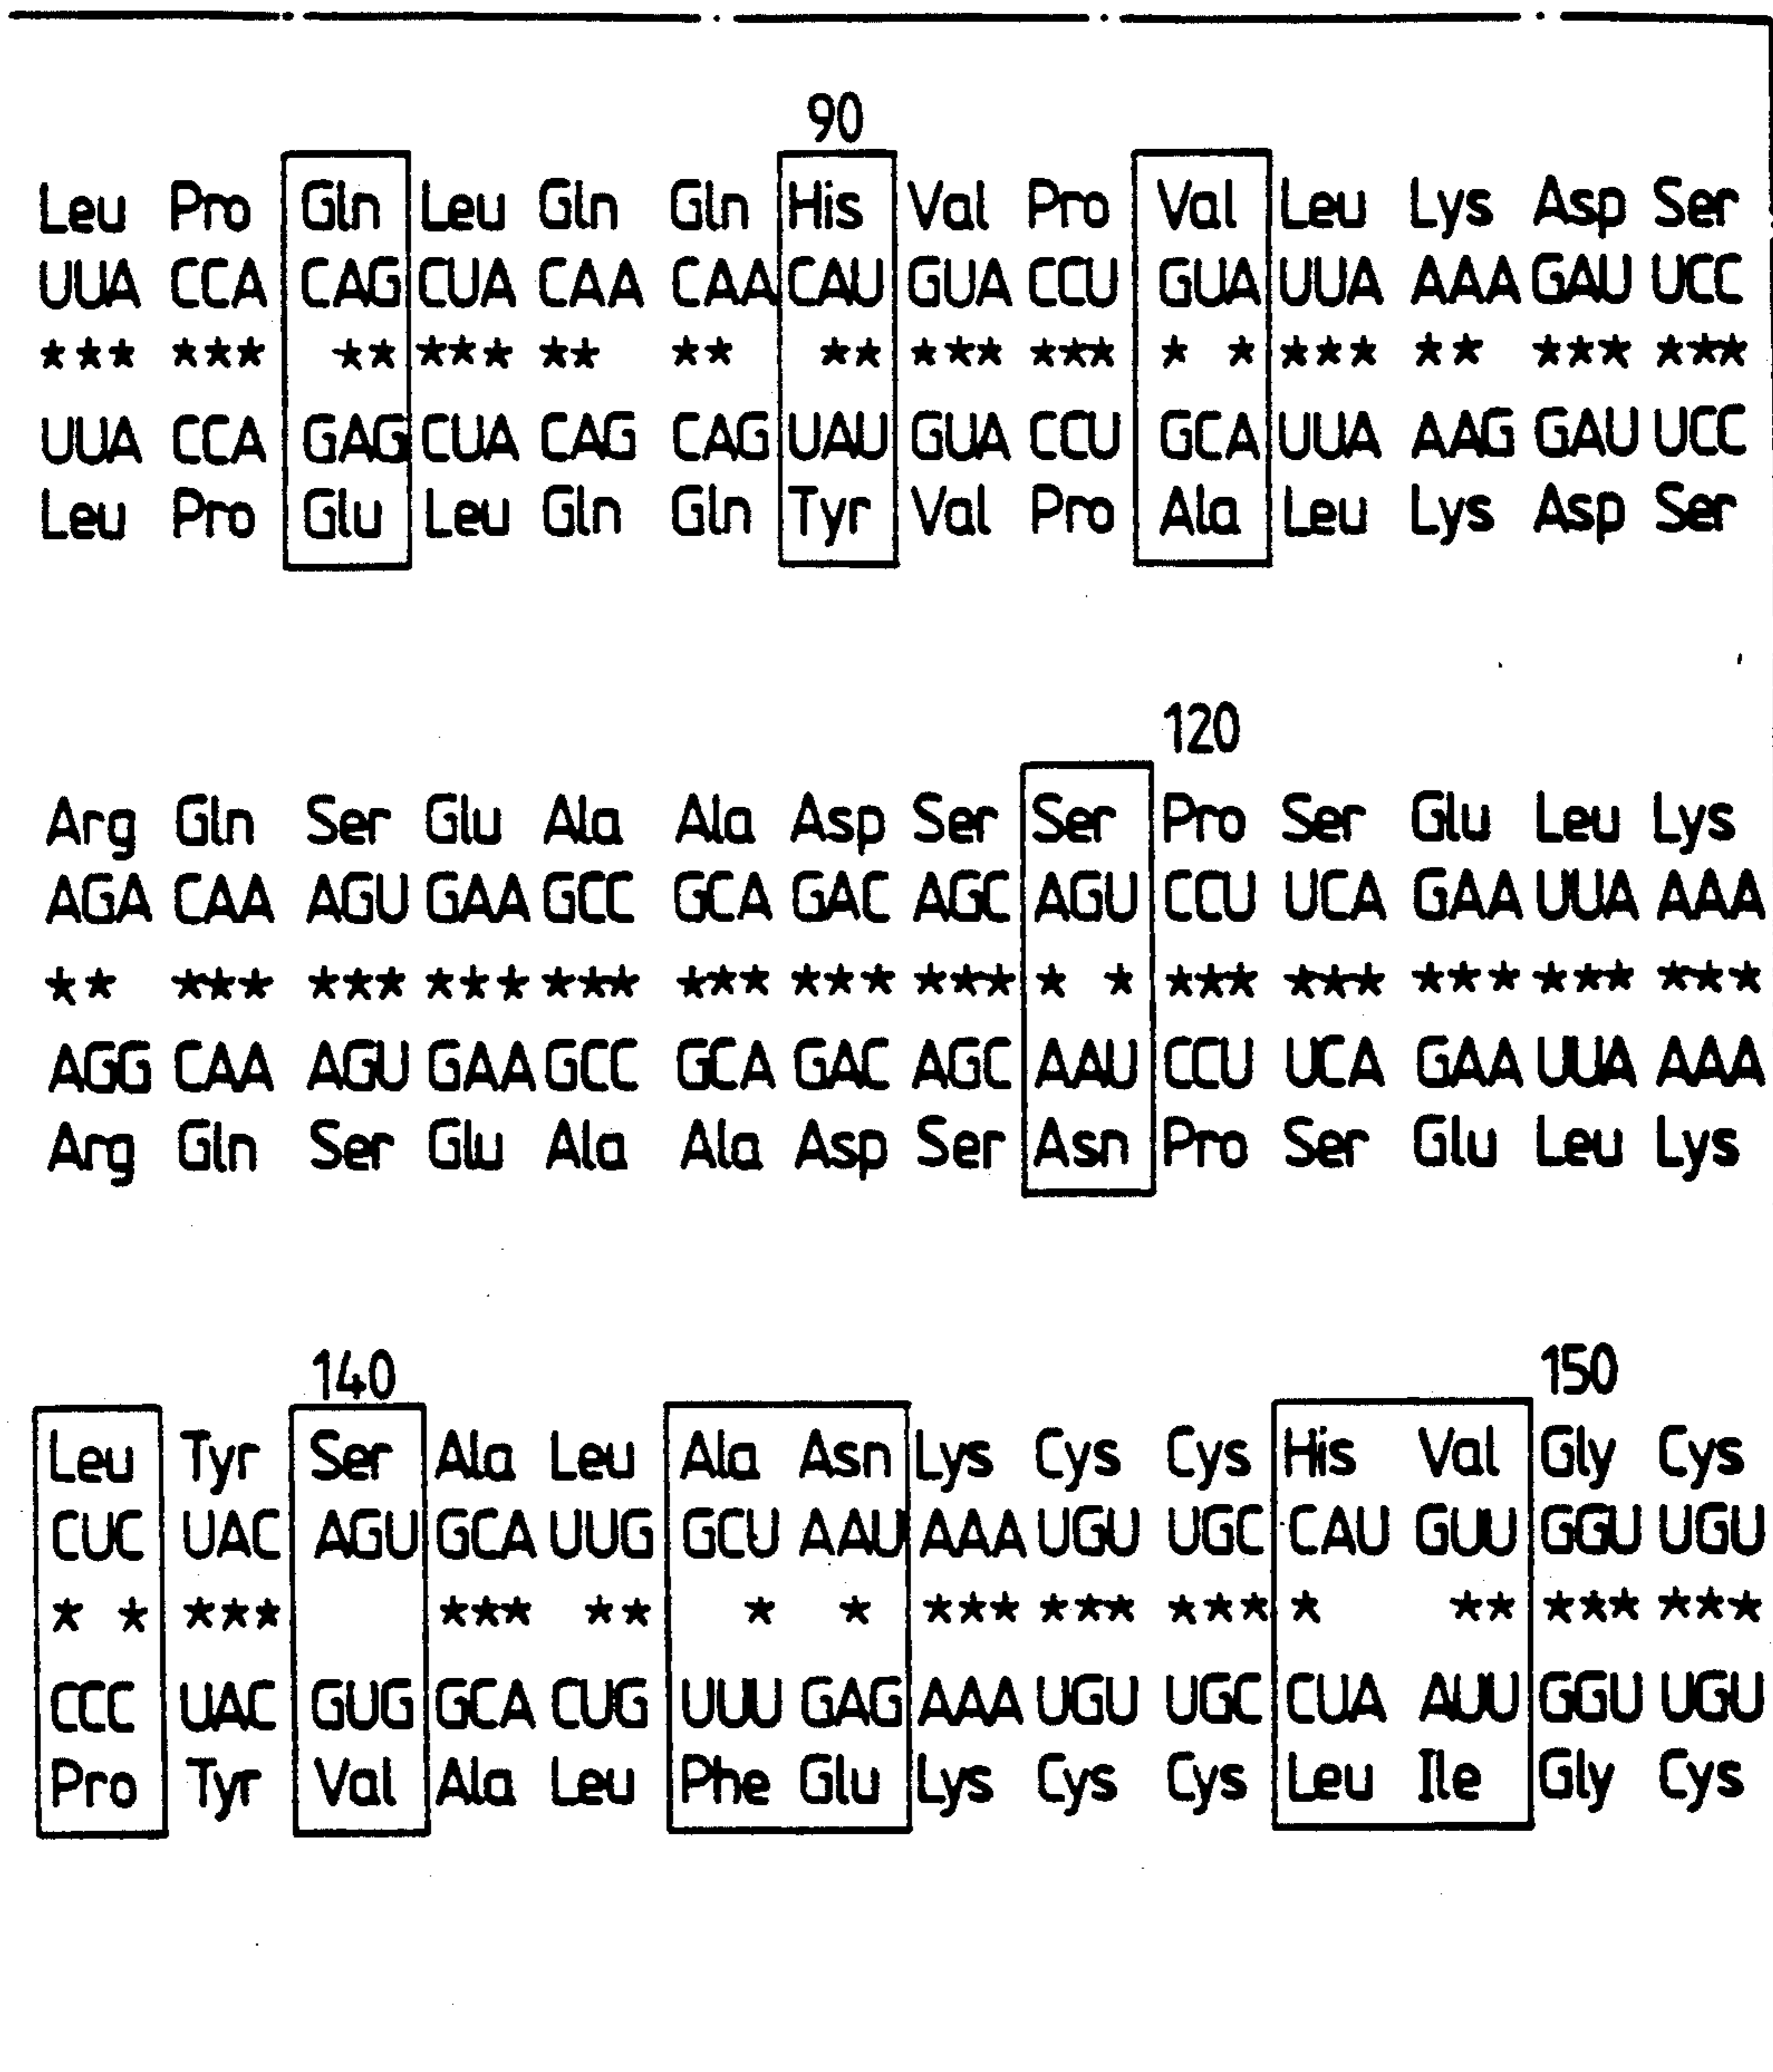 90
Leu Pro Gln Leu Gln Gln His Val Pro Val Leu Lys Asp Ser
UUA CCA CAG CUA CAA CAA CAU GUA CCU GUA UUA AAA GAU UCC
*** *** ** *** ** ** ** *** *** * * *** ** *** ***
UUA CCA GAG CUA CAG CAG UAU GUA CCU GCA UUA AAG GAU UCC
Leu Pro Glu Leu Gln Gln Tyr Val Pro Ala Leu Lys Asp Ser
120
Arg Gln Ser Glu Ala Ala Asp Ser Ser Pro Ser Glu Leu Lys
AGA CAA AGU GAA GCC GCA GAC AGC AGU CCU UCA GAA UUA AAA
** *** *** *** *** *** *** *** * * *** *** *** *** ***
AGG CAA AGU GAA GCC GCA GAC AGC AAU CCU UCA GAA UUA AAA
Arg Gln Ser Glu Ala Ala Asp Ser Asn Pro Ser Glu Leu Lys
140 150
Leu Tyr Ser Ala Leu Ala Asn Lys Cys Cys His Val Gly Cys
CUC UAC AGU GCA UUG GCU AAU AAA UGU UGC CAU GUU GGU UGU
* * *** *** ** * * *** *** *** * ** *** ***
CCC UAC GUG GCA CUG UUU GAG AAA UGU UGC CUA AUU GGU UGU
Pro Tyr Val Ala Leu Phe Glu Lys Cys Cys Leu Ile Gly Cys